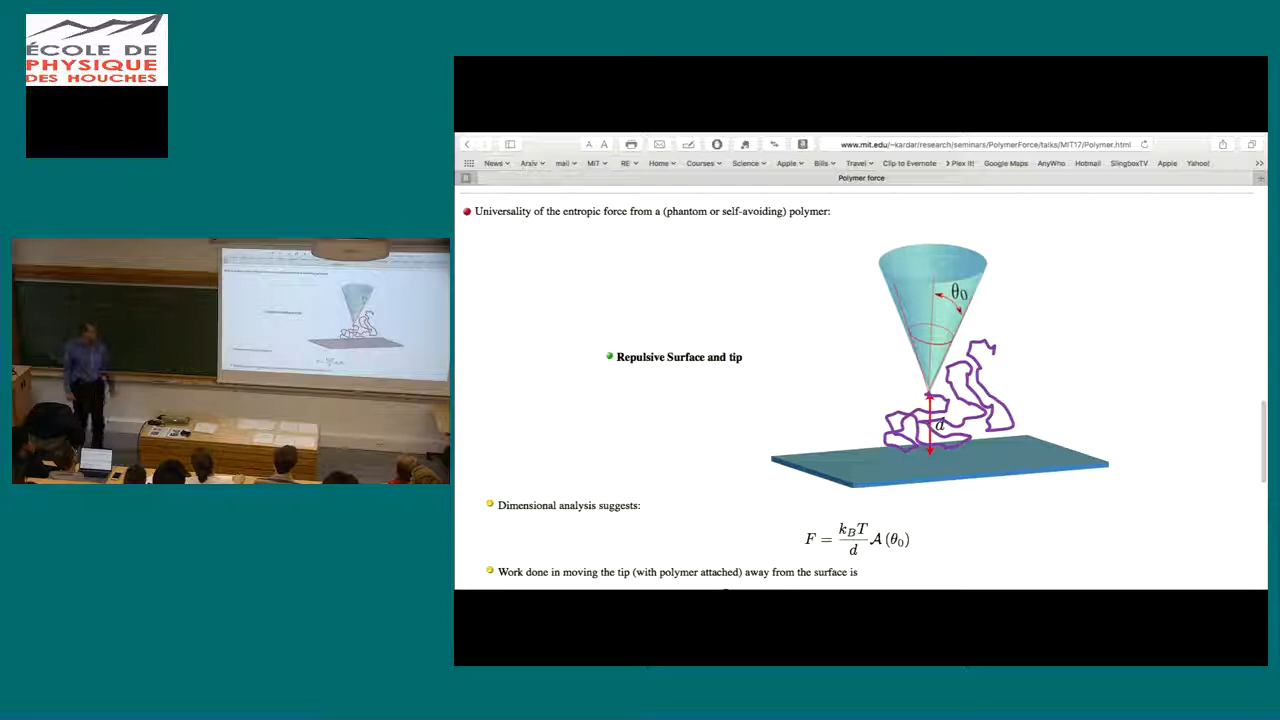 ÉCOLE DE
PHYSIQUE
DES HOUCHES
A A
www.mit.edu/~kardar/research/seminars/PolymerForce/talks/MIT17/Polymer.html
News Arxiv mail MIT RE Home Courses Science Apple Bills Travel Clip to Evernote Plex It! Google Maps AnyWho Hotmail SlingboxTV Apple Yahoo! >>
Polymer force
Universality of the entropic force from a (phantom or self-avoiding) polymer:
θ₀
Repulsive Surface and tip
d
Dimensional analysis suggests:
F = k_BT/d 𝒜 (θ₀)
Work done in moving the tip (with polymer attached) away from the surface is